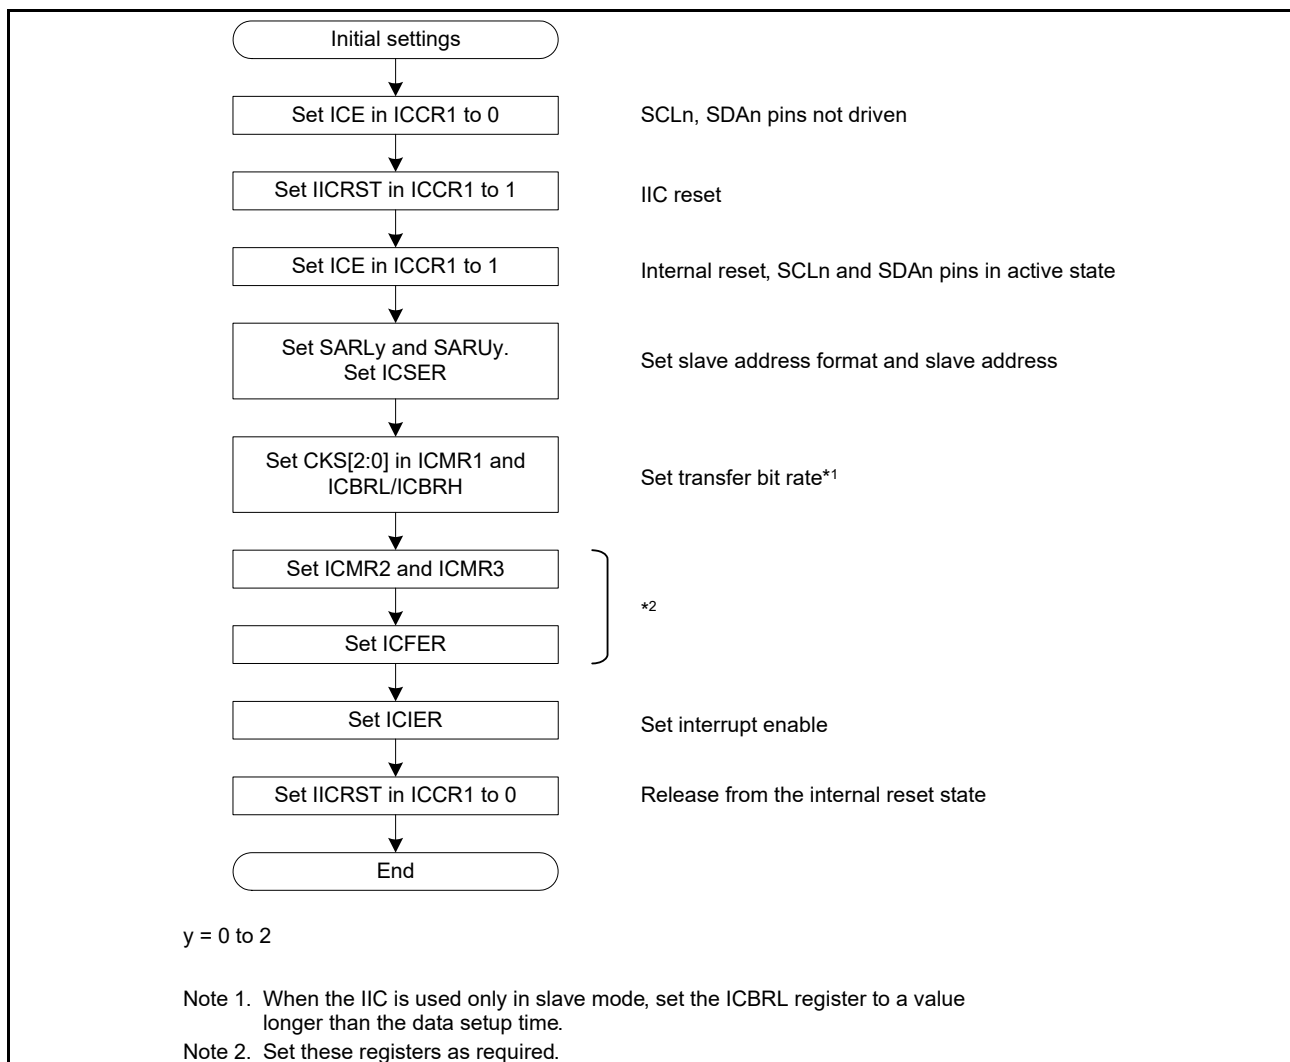 Initial settings
Set ICE in ICCR1 to 0
SCLn, SDAn pins not driven
Set IICRST in ICCR1 to 1
IIC reset
Set ICE in ICCR1 to 1
Internal reset, SCLn and SDAn pins in active state
Set SARLy and SARUy.
Set ICSER
Set slave address format and slave address
Set CKS[2:0] in ICMR1 and
ICBRL/ICBRH
Set transfer bit rate*1
Set ICMR2 and ICMR3
*2
Set ICFER
Set ICIER
Set interrupt enable
Set IICRST in ICCR1 to 0
Release from the internal reset state
End
y = 0 to 2
Note 1. When the IIC is used only in slave mode, set the ICBRL register to a value
longer than the data setup time.
Note 2. Set these registers as required.